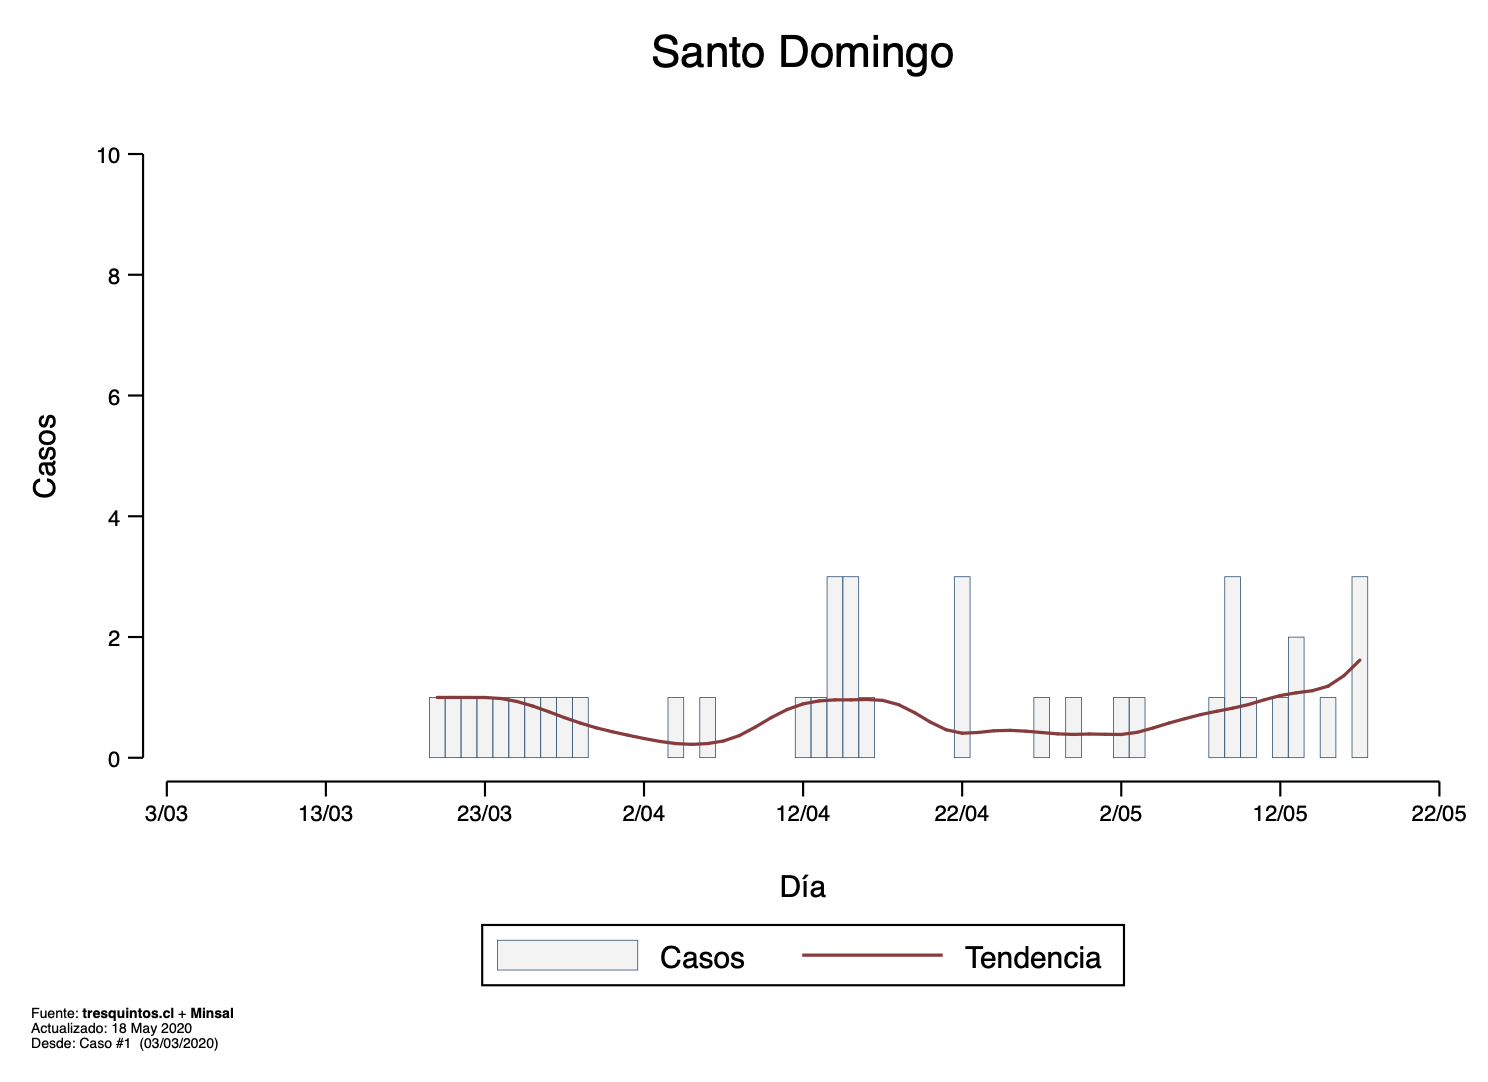 Santo Domingo
10
8
6
4
2
0
Casos
3/03 13/03 23/03 2/04 12/04 22/04 2/05 12/05 22/05
Día
Casos Tendencia
Fuente: tresquintos.cl + Minsal
Actualizado: 18 May 2020
Desde: Caso #1 (03/03/2020)